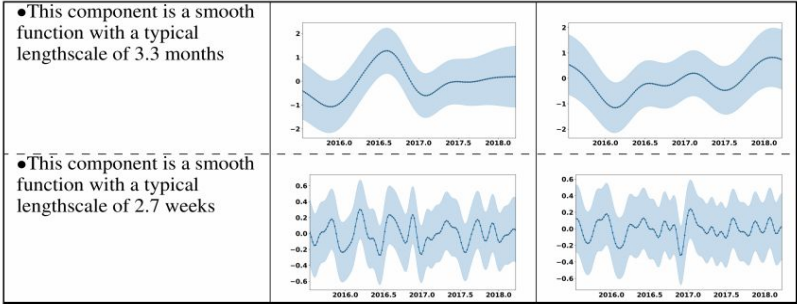 •This component is a smooth
function with a typical
lengthscale of 3.3 months
2
1
0
−1
−2
2016.0 2016.5 2017.0 2017.5 2018.0
2
1
0
−1
−2
2016.0 2016.5 2017.0 2017.5 2018.0
•This component is a smooth
function with a typical
lengthscale of 2.7 weeks
0.6
0.4
0.2
0.0
−0.2
−0.4
−0.6
2016.0 2016.5 2017.0 2017.5 2018.0
0.6
0.4
0.2
0.0
−0.2
−0.4
−0.6
2016.0 2016.5 2017.0 2017.5 2018.0